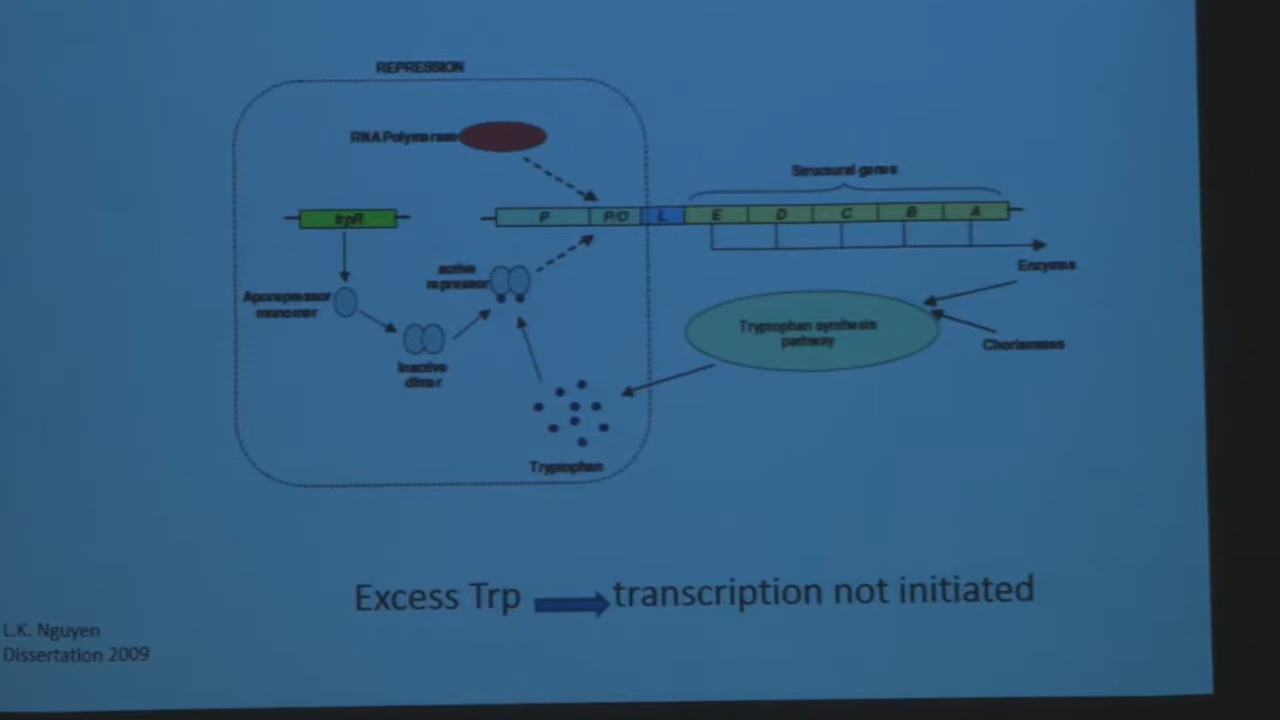 REPRESSION
RNA Polymerase
Structural genes
trpR
P
P/O
L
E
D
C
B
A
active
repressor
Enzymes
Aporepressor
monomer
Tryptophan synthesis
pathway
Inactive
dimer
Tryptophan
Excess Trp
transcription not initiated
L.K. Nguyen
Dissertation 2009